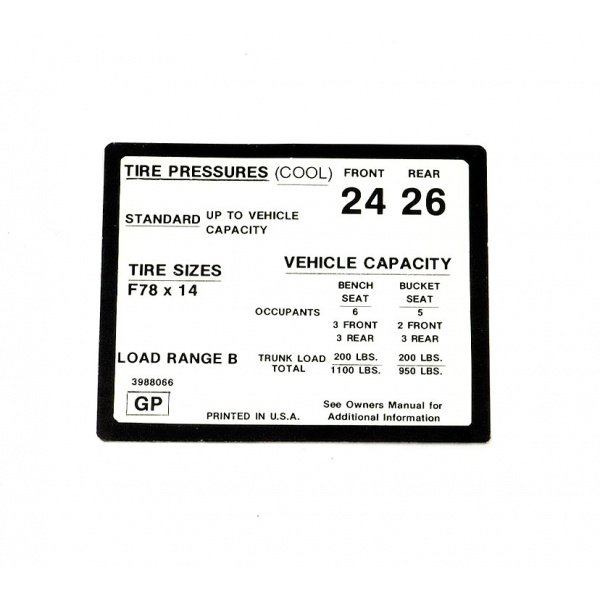 TIRE PRESSURES (COOL) FRONT REAR
24 26
STANDARD UP TO VEHICLE
CAPACITY
TIRE SIZES
F78 x 14
VEHICLE CAPACITY
BENCH BUCKET
SEAT SEAT
OCCUPANTS 6 5
3 FRONT 2 FRONT
3 REAR 3 REAR
LOAD RANGE B
TRUNK LOAD 200 LBS. 200 LBS.
TOTAL 1100 LBS. 950 LBS.
3988066
GP
PRINTED IN U.S.A.
See Owners Manual for
Additional Information